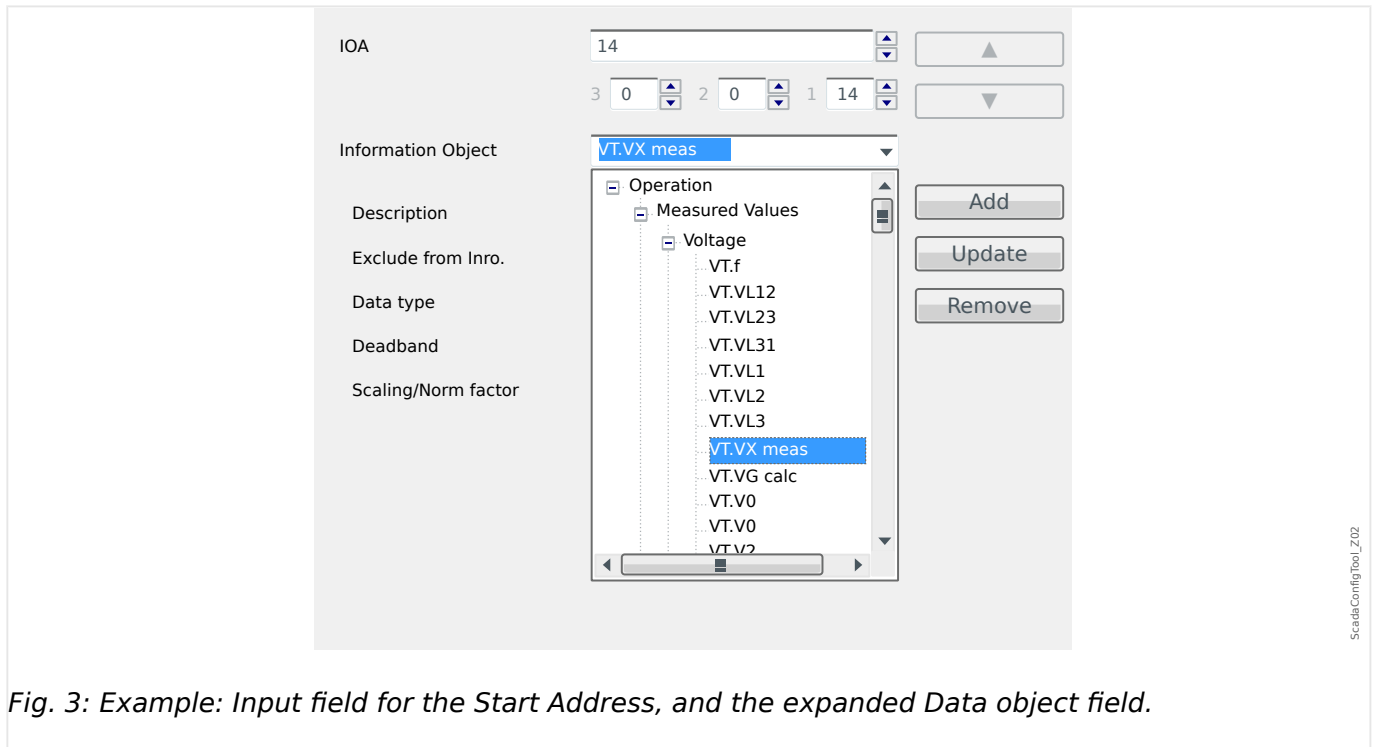 IOA
14
3 0 2 0 1 14
Information Object
VT.VX meas
Operation
Measured Values
Voltage
VT.f
VT.VL12
VT.VL23
VT.VL31
VT.VL1
VT.VL2
VT.VL3
VT.VX meas
VT.VG calc
VT.V0
VT.V0
VT.V2
Description
Exclude from Inro.
Data type
Deadband
Scaling/Norm factor
Add
Update
Remove
ScadaConfigTool_Z02
Fig. 3: Example: Input field for the Start Address, and the expanded Data object field.